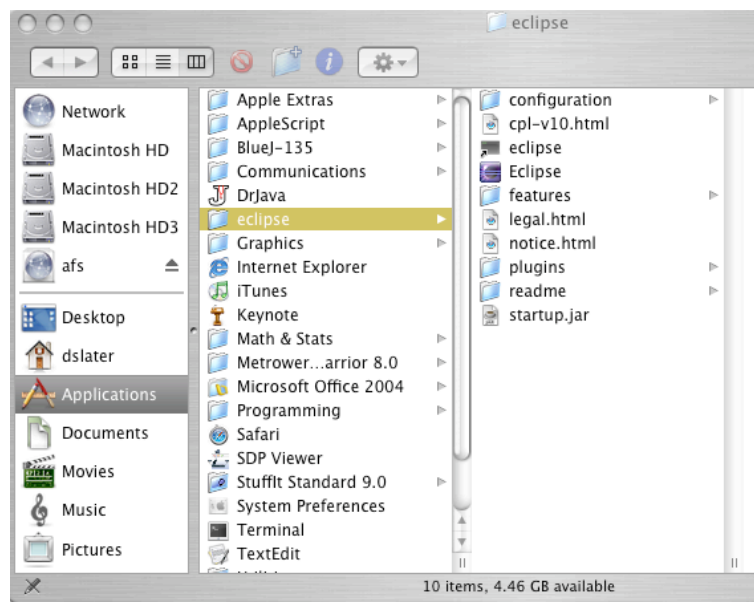 eclipse
Network
Macintosh HD
Macintosh HD2
Macintosh HD3
afs
Desktop
dslater
Applications
Documents
Movies
Music
Pictures
Apple Extras
AppleScript
BlueJ-135
Communications
DrJava
eclipse
Graphics
Internet Explorer
iTunes
Keynote
Math & Stats
Metrower...arrior 8.0
Microsoft Office 2004
Programming
Safari
SDP Viewer
StuffIt Standard 9.0
System Preferences
Terminal
TextEdit
configuration
cpl-v10.html
eclipse
Eclipse
features
legal.html
notice.html
plugins
readme
startup.jar
10 items, 4.46 GB available